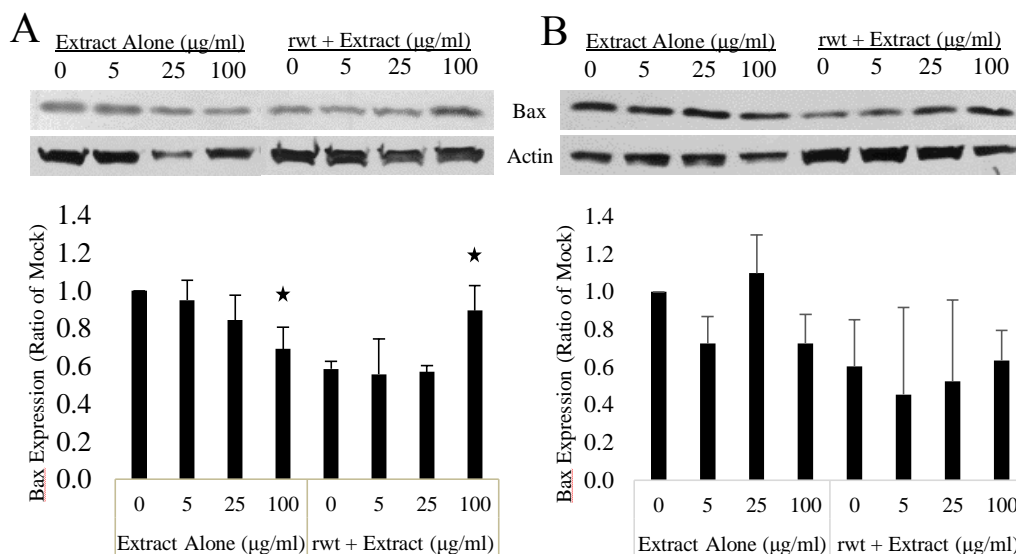 A
Extract Alone (µg/ml) rwt + Extract (µg/ml)
0 5 25 100 0 5 25 100
B
Extract Alone (µg/ml) rwt + Extract (µg/ml)
0 5 25 100 0 5 25 100
Bax
Actin
Bax Expression (Ratio of Mock)
1.4
1.2
1.0
0.8
0.6
0.4
0.2
0.0
0 5 25 100 0 5 25 100
Extract Alone (µg/ml) rwt + Extract (µg/ml)
Bax Expression (Ratio of Mock)
1.4
1.2
1.0
0.8
0.6
0.4
0.2
0.0
0 5 25 100 0 5 25 100
Extract Alone (µg/ml) rwt + Extract (µg/ml)